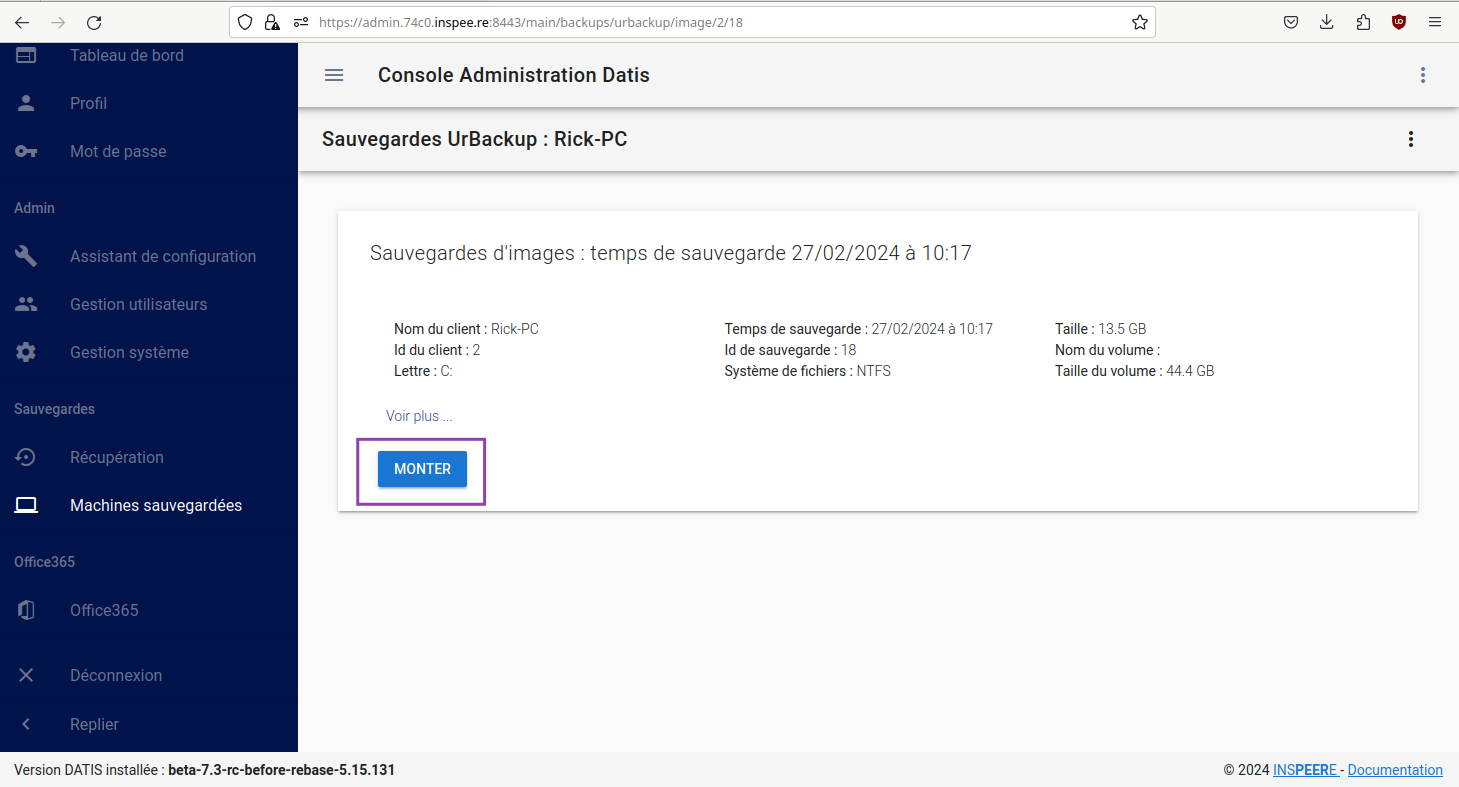 https://admin.74c0.inspee.re:8443/main/backups/urbackup/image/2/18
Tableau de bord
Profil
Mot de passe
Admin
Assistant de configuration
Gestion utilisateurs
Gestion système
Sauvegardes
Récupération
Machines sauvegardées
Office365
Office365
Déconnexion
Replier
Console Administration Datis
Sauvegardes UrBackup : Rick-PC
Sauvegardes d'images : temps de sauvegarde 27/02/2024 à 10:17
Nom du client : Rick-PC
Id du client : 2
Lettre : C:
Temps de sauvegarde : 27/02/2024 à 10:17
Id de sauvegarde : 18
Système de fichiers : NTFS
Taille : 13.5 GB
Nom du volume :
Taille du volume : 44.4 GB
Voir plus ...
MONTER
Version DATIS installée : beta-7.3-rc-before-rebase-5.15.131
© 2024 INSPEERE - Documentation